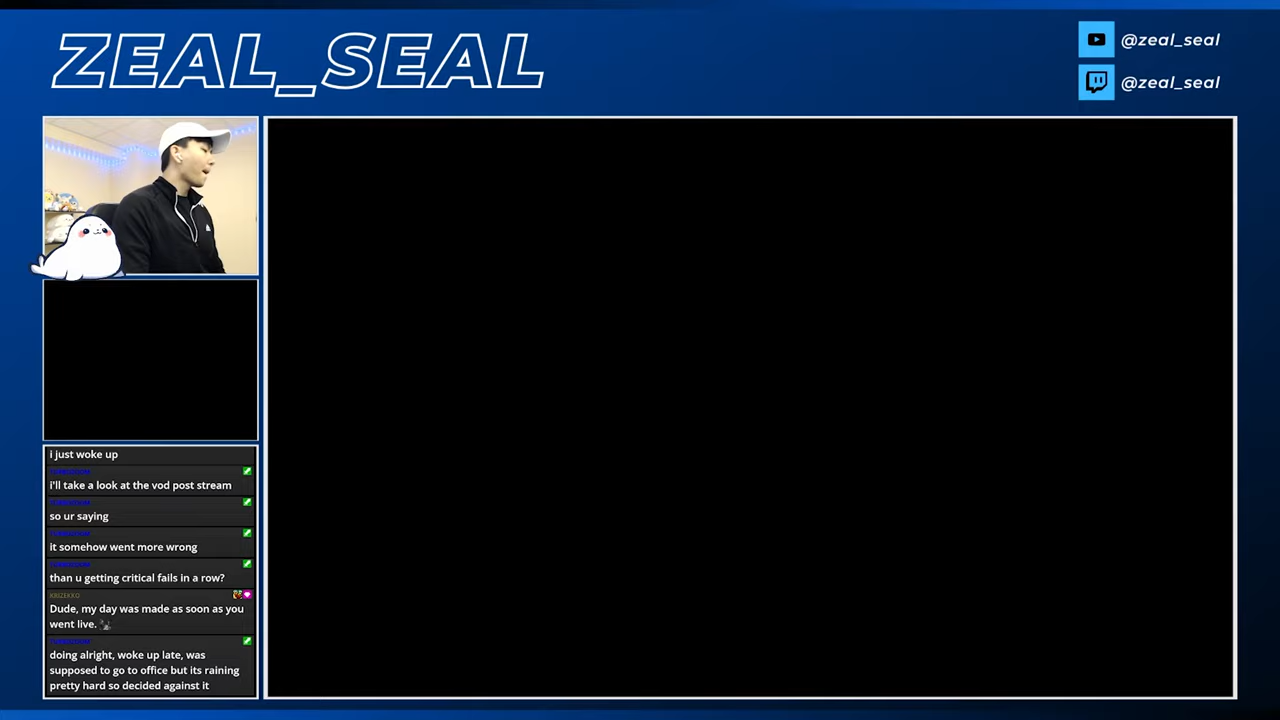 ZEAL_SEAL
@zeal_seal
@zeal_seal
i just woke up
i'll take a look at the vod post stream
so ur saying
it somehow went more wrong
than u getting critical fails in a row?
KRIZEKKO
Dude, my day was made as soon as you
went live.
doing alright, woke up late, was
supposed to go to office but its raining
pretty hard so decided against it